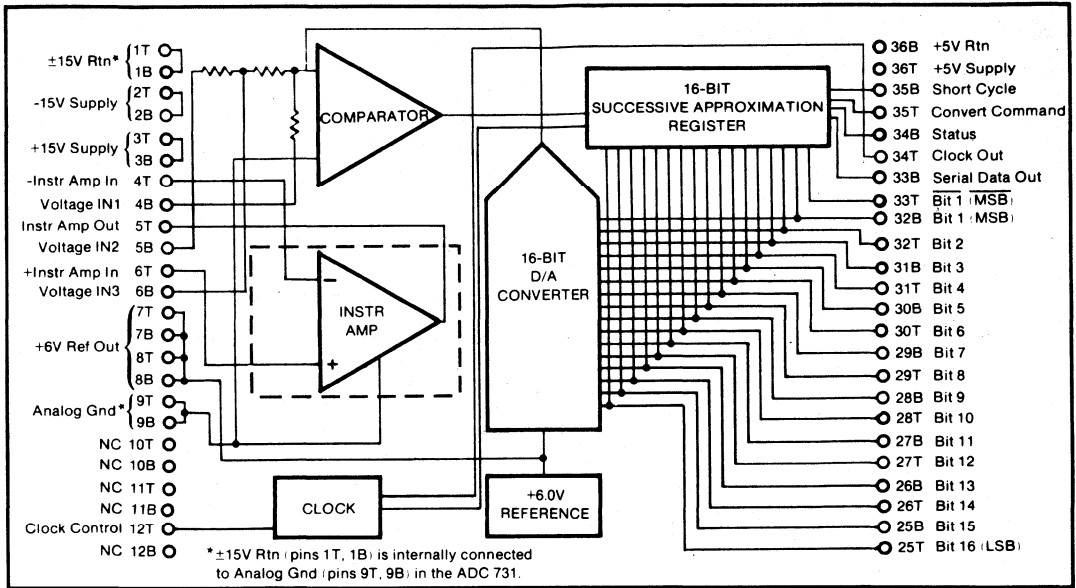 ±15V Rtn*
1T
1B
-15V Supply
2T
2B
+15V Supply
3T
3B
-Instr Amp In 4T
Voltage IN1 4B
Instr Amp Out 5T
Voltage IN2 5B
+Instr Amp In 6T
Voltage IN3 6B
+6V Ref Out
7T
7B
8T
8B
Analog Gnd*
9T
9B
NC 10T
NC 10B
NC 11T
NC 11B
Clock Control 12T
NC 12B
COMPARATOR
−
INSTR
AMP
+
CLOCK
16-BIT
D/A
CONVERTER
+6.0V
REFERENCE
16-BIT
SUCCESSIVE APPROXIMATION
REGISTER
36B +5V Rtn
36T +5V Supply
35B Short Cycle
35T Convert Command
34B Status
34T Clock Out
33B Serial Data Out
33T Bit 1 (MSB)
32B Bit 1 (MSB)
32T Bit 2
31B Bit 3
31T Bit 4
30B Bit 5
30T Bit 6
29B Bit 7
29T Bit 8
28B Bit 9
28T Bit 10
27B Bit 11
27T Bit 12
26B Bit 13
26T Bit 14
25B Bit 15
25T Bit 16 (LSB)
*±15V Rtn (pins 1T, 1B) is internally connected
to Analog Gnd (pins 9T, 9B) in the ADC 731.